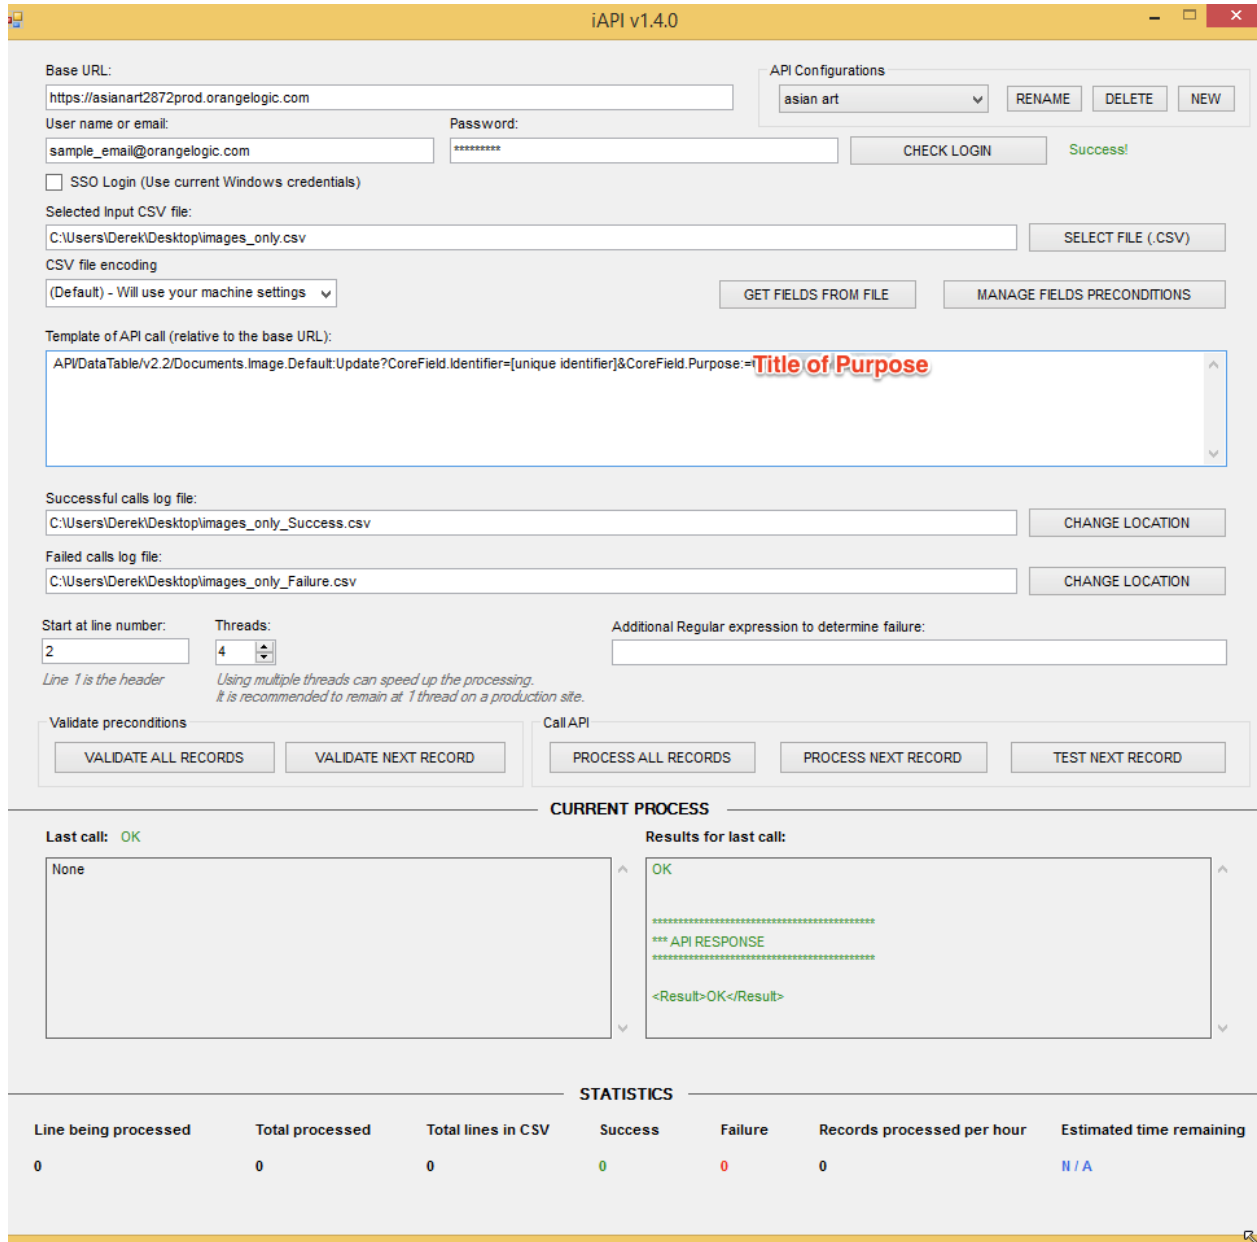 iAPI v1.4.0
Base URL:
https://asianart2872prod.orangelogic.com
API Configurations
asian art
RENAME
DELETE
NEW
User name or email:
Password:
sample_email@orangelogic.com
*********
CHECK LOGIN
Success!
SSO Login (Use current Windows credentials)
Selected Input CSV file:
C:\Users\Derek\Desktop\images_only.csv
SELECT FILE (.CSV)
CSV file encoding
(Default) - Will use your machine settings
GET FIELDS FROM FILE
MANAGE FIELDS PRECONDITIONS
Template of API call (relative to the base URL):
API/DataTable/v2.2/Documents.Image.Default:Update?CoreField.Identifier=[unique identifier]&CoreField.Purpose:=Title of Purpose
Successful calls log file:
C:\Users\Derek\Desktop\images_only_Success.csv
CHANGE LOCATION
Failed calls log file:
C:\Users\Derek\Desktop\images_only_Failure.csv
CHANGE LOCATION
Start at line number:
Threads:
Additional Regular expression to determine failure:
2
4
Line 1 is the header
Using multiple threads can speed up the processing.
It is recommended to remain at 1 thread on a production site.
Validate preconditions
Call API
VALIDATE ALL RECORDS
VALIDATE NEXT RECORD
PROCESS ALL RECORDS
PROCESS NEXT RECORD
TEST NEXT RECORD
CURRENT PROCESS
Last call: OK
Results for last call:
None
OK
*******************************************
*** API RESPONSE
*******************************************
<Result>OK</Result>
STATISTICS
Line being processed
Total processed
Total lines in CSV
Success
Failure
Records processed per hour
Estimated time remaining
0
0
0
0
0
0
N / A